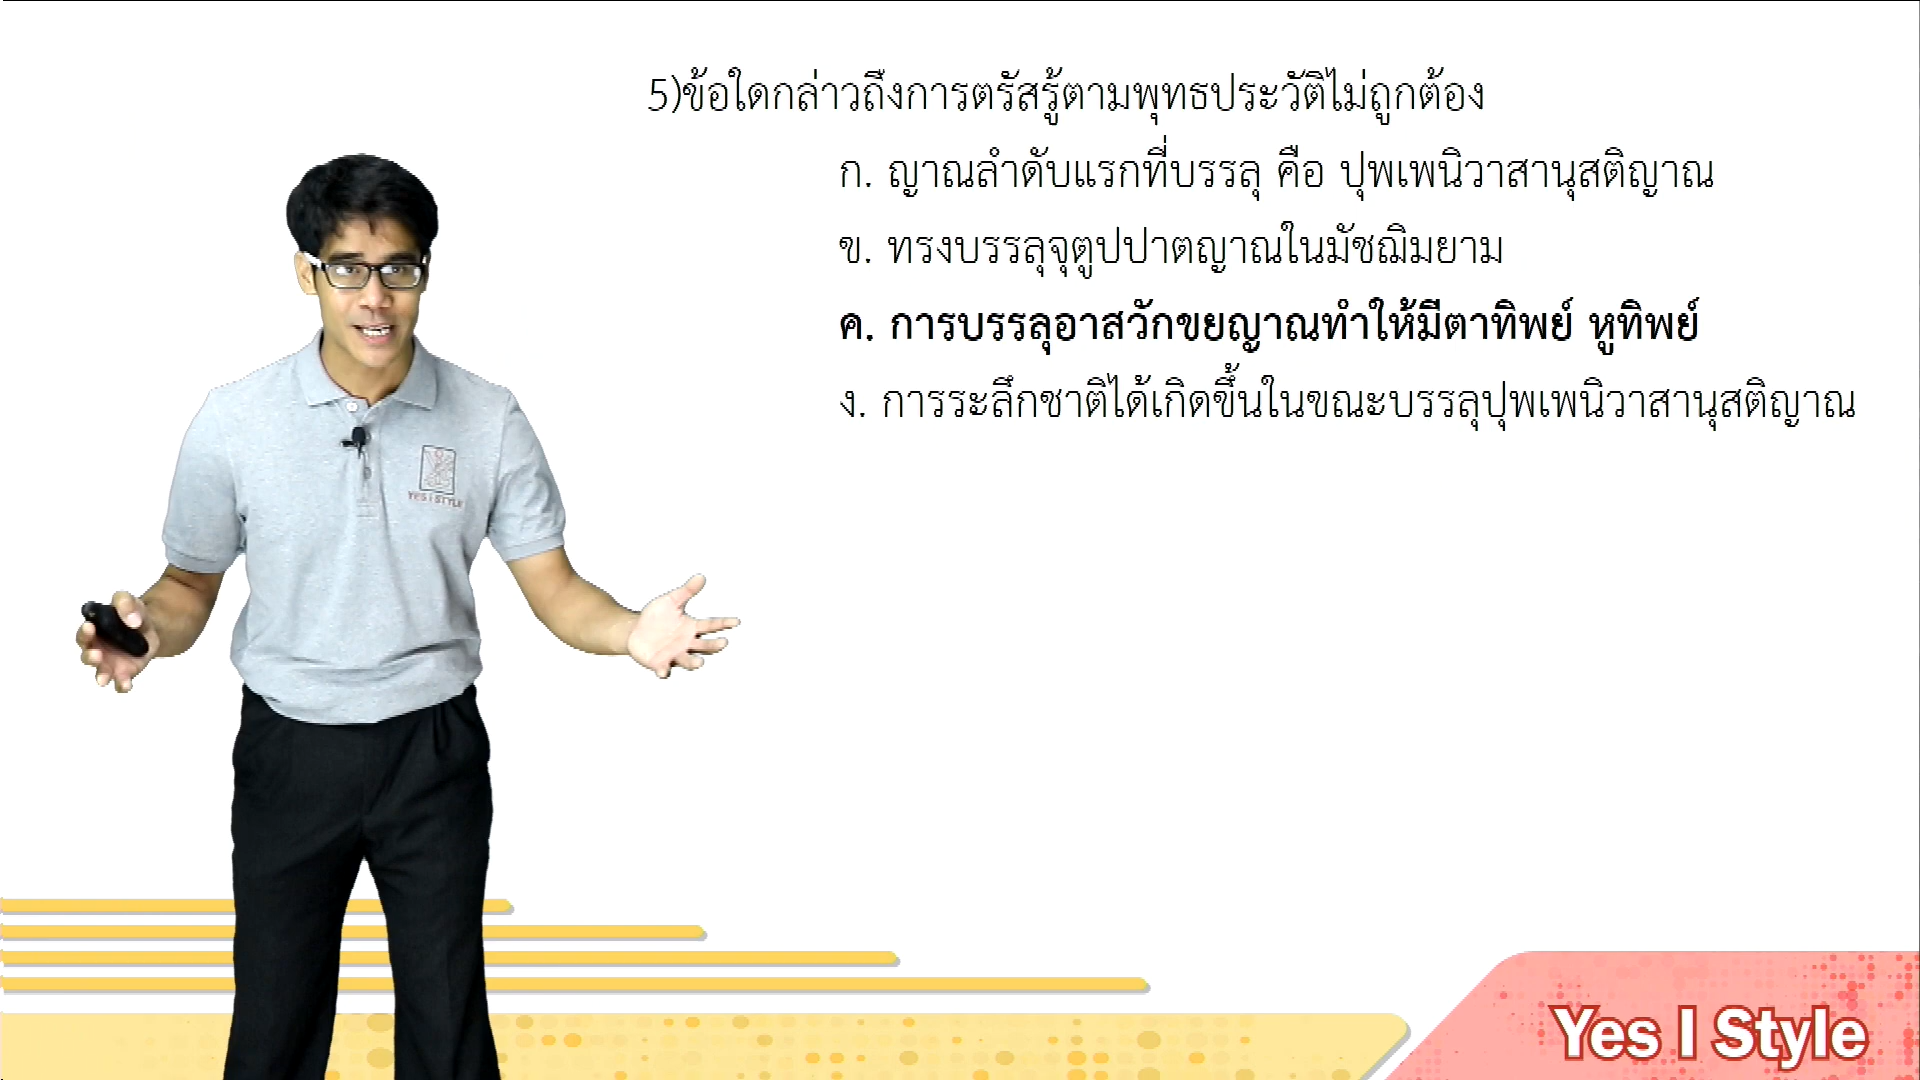 5)ข้อใดกล่าวถึงการตรัสรู้ตามพุทธประวัติไม่ถูกต้อง
ก. ญาณลำดับแรกที่บรรลุ คือ ปุพเพนิวาสานุสติญาณ
ข. ทรงบรรลุจุตูปปาตญาณในมัชฌิมยาม
ค. การบรรลุอาสวักขยญาณทำให้มีตาทิพย์ หูทิพย์
ง. การระลึกชาติได้เกิดขึ้นในขณะบรรลุปุพเพนิวาสานุสติญาณ
YES I STYLE
Yes I Style